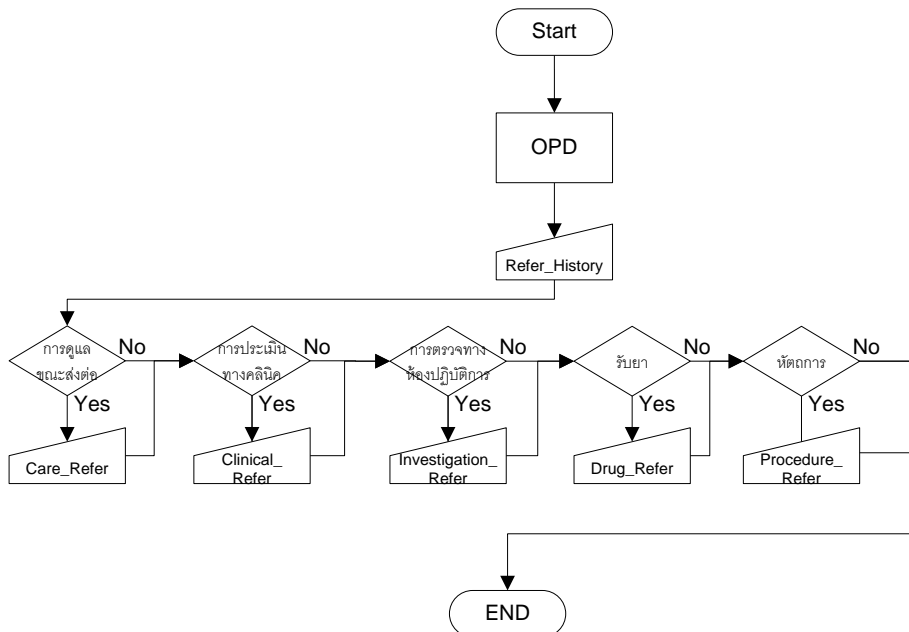 Start
OPD
Refer_History
การดูแล
ขณะส่งต่อ
No
การประเมิน
ทางคลินิค
No
การตรวจทาง
ห้องปฏิบัติการ
No
รับยา
No
หัตถการ
No
Yes
Yes
Yes
Yes
Yes
Care_Refer
Clinical_
Refer
Investigation_
Refer
Drug_Refer
Procedure_
Refer
END